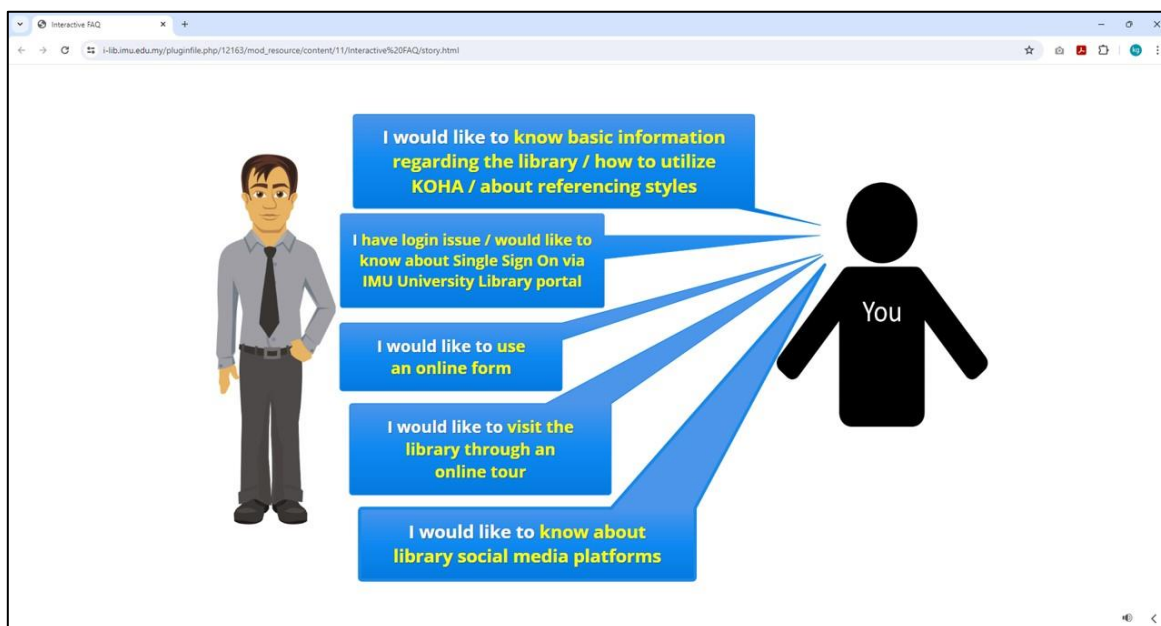 Interactive FAQ
i-lib.imu.edu.my/pluginfile.php/12163/mod_resource/content/11/Interactive%20FAQ/story.html
kg
I would like to know basic information
regarding the library / how to utilize
KOHA / about referencing styles
I have login issue / would like to
know about Single Sign On via
IMU University Library portal
I would like to use
an online form
I would like to visit the
library through an
online tour
I would like to know about
library social media platforms
You